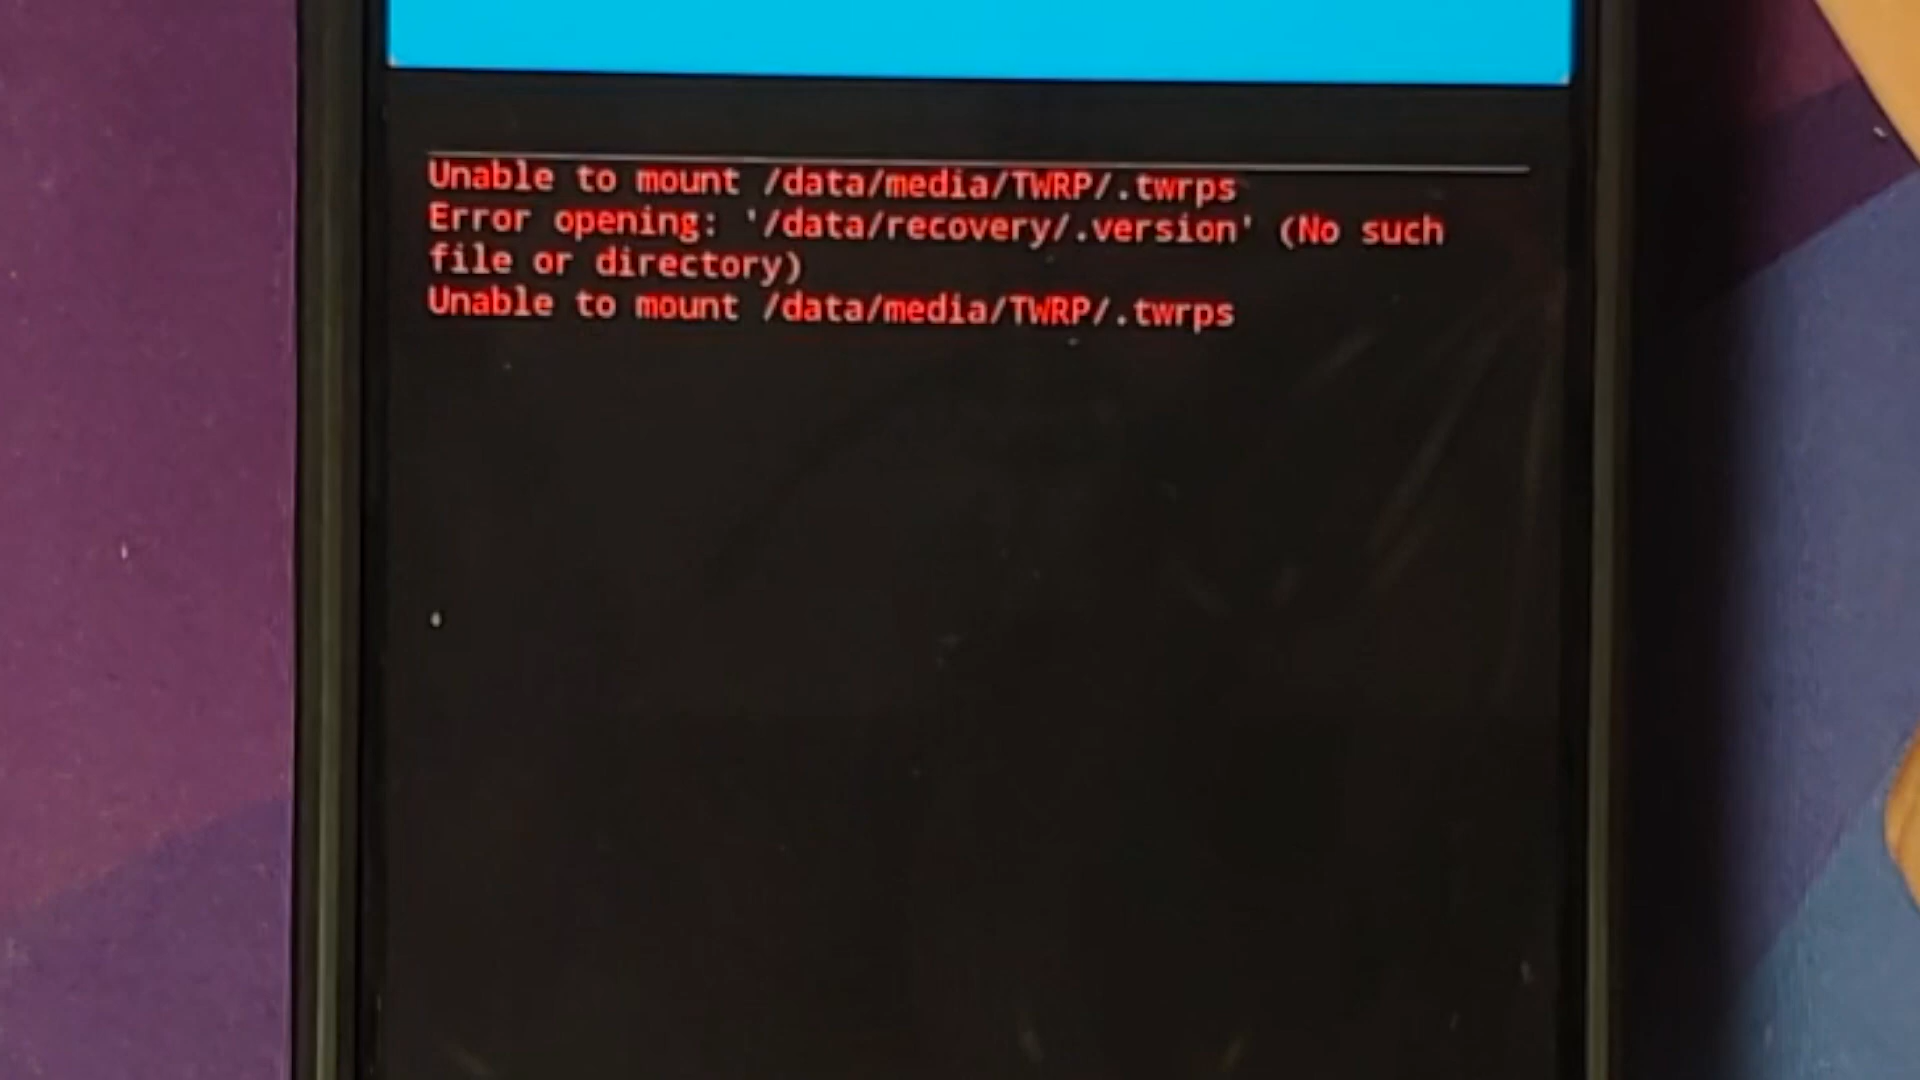 Unable to mount /data/media/TWRP/.twrps
Error opening: '/data/recovery/.version' (No such
file or directory)
Unable to mount /data/media/TWRP/.twrps